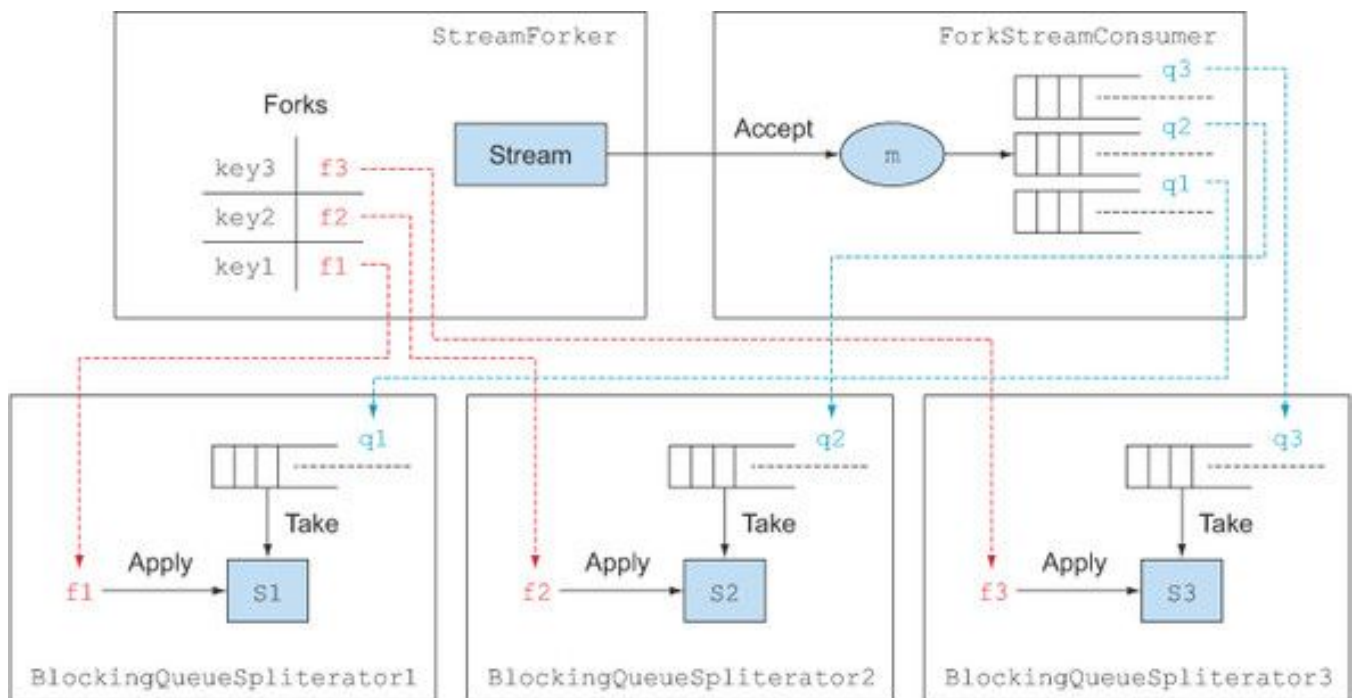 StreamForker
Forks
key3 f3
key2 f2
key1 f1
Stream
Accept
ForkStreamConsumer
m
q3
q2
q1
q1
Take
f1
Apply
S1
BlockingQueueSpliterator1
q2
Take
f2
Apply
S2
BlockingQueueSpliterator2
q3
Take
f3
Apply
S3
BlockingQueueSpliterator3